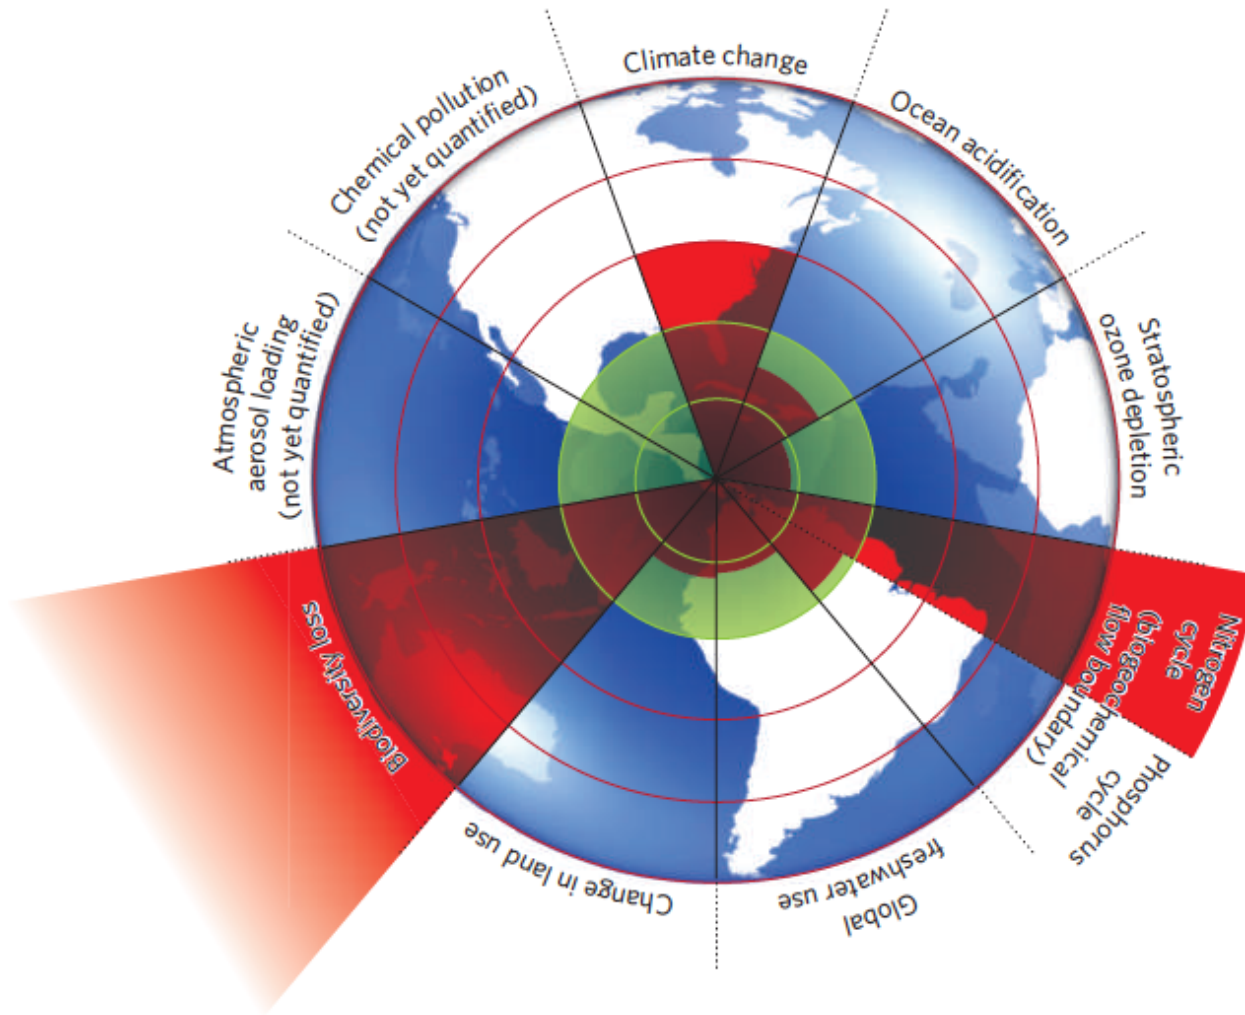 Climate change
Ocean acidification
Stratospheric
ozone depletion
Nitrogen
cycle
(biogeochemical
flow boundary)
Phosphorus
cycle
Global
freshwater use
Change in land use
Biodiversity loss
Atmospheric
aerosol loading
(not yet quantified)
Chemical pollution
(not yet quantified)